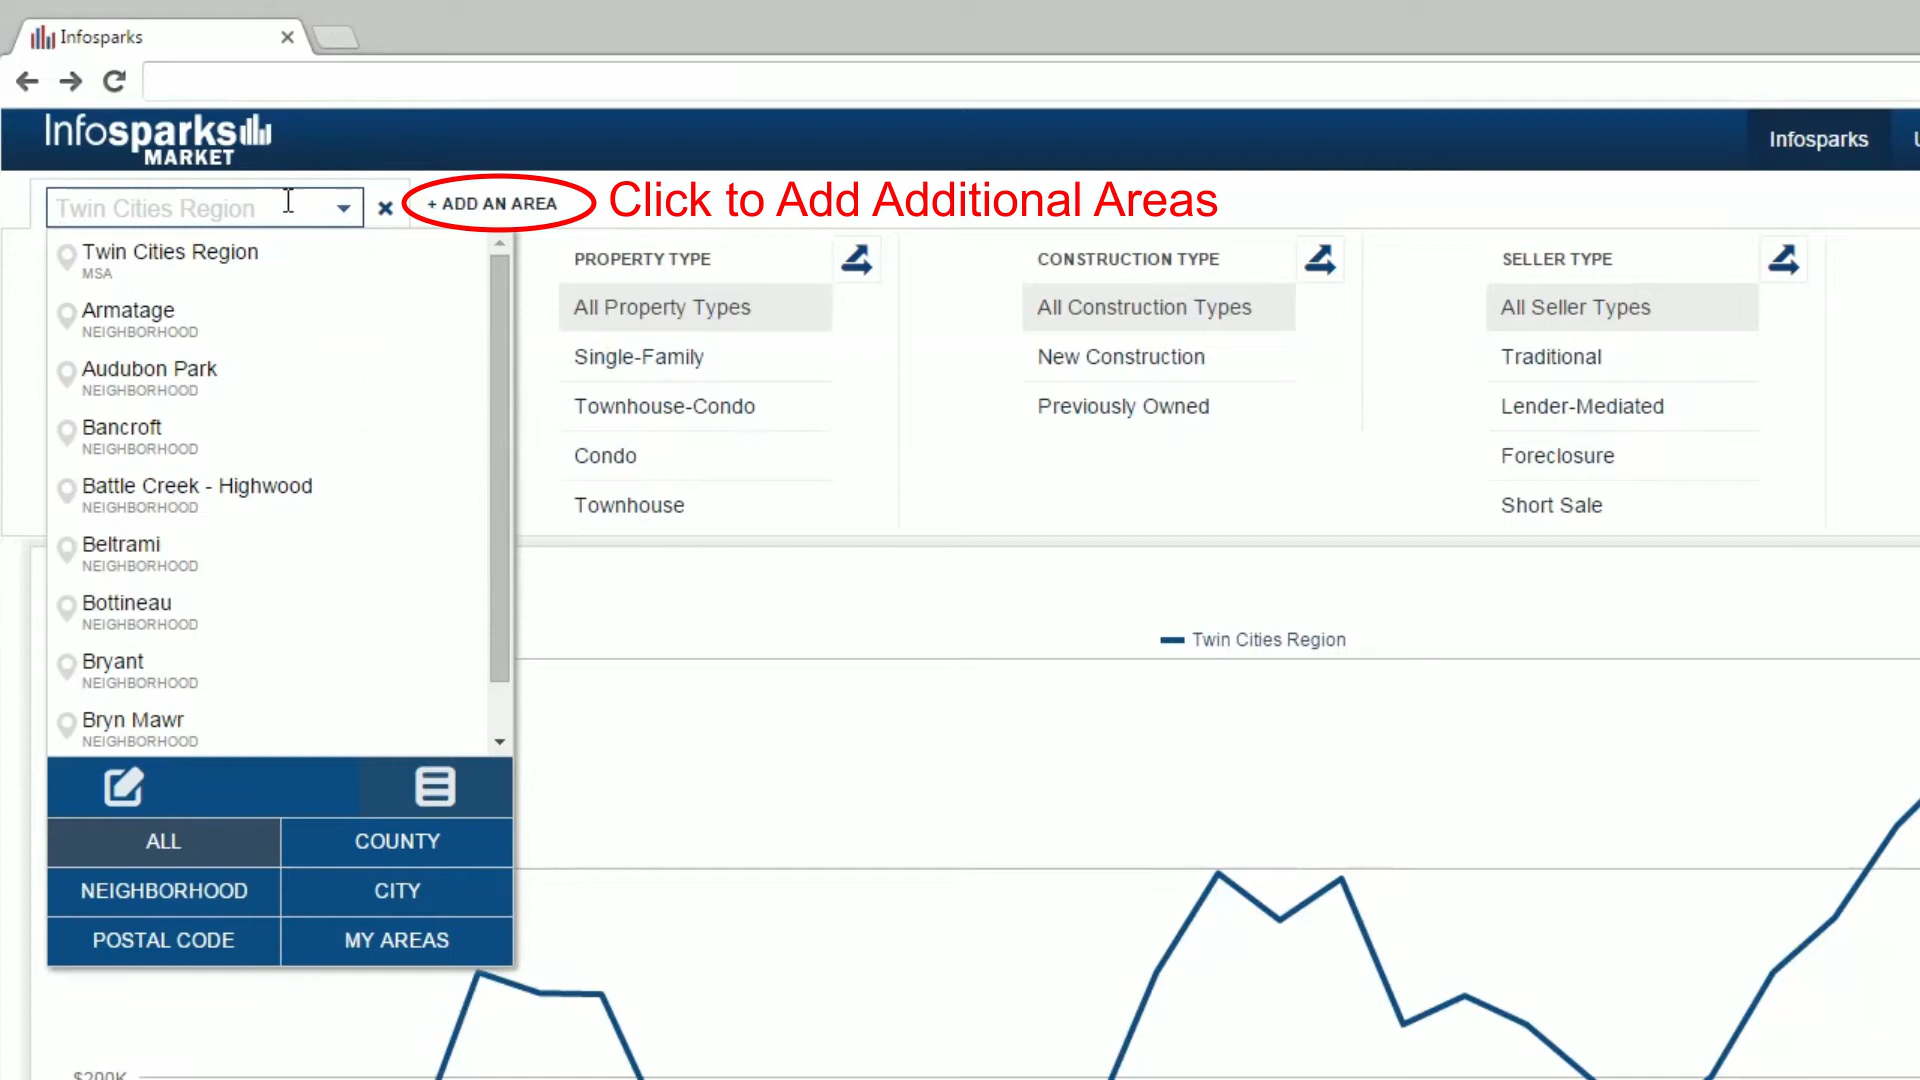 Infosparks
Infosparks
MARKET
Infosparks
Twin Cities Region
+ ADD AN AREA
Click to Add Additional Areas
Twin Cities Region
MSA
Armatage
NEIGHBORHOOD
Audubon Park
NEIGHBORHOOD
Bancroft
NEIGHBORHOOD
Battle Creek - Highwood
NEIGHBORHOOD
Beltrami
NEIGHBORHOOD
Bottineau
NEIGHBORHOOD
Bryant
NEIGHBORHOOD
Bryn Mawr
NEIGHBORHOOD
ALL
COUNTY
NEIGHBORHOOD
CITY
POSTAL CODE
MY AREAS
PROPERTY TYPE
All Property Types
Single-Family
Townhouse-Condo
Condo
Townhouse
CONSTRUCTION TYPE
All Construction Types
New Construction
Previously Owned
SELLER TYPE
All Seller Types
Traditional
Lender-Mediated
Foreclosure
Short Sale
Twin Cities Region
$200K